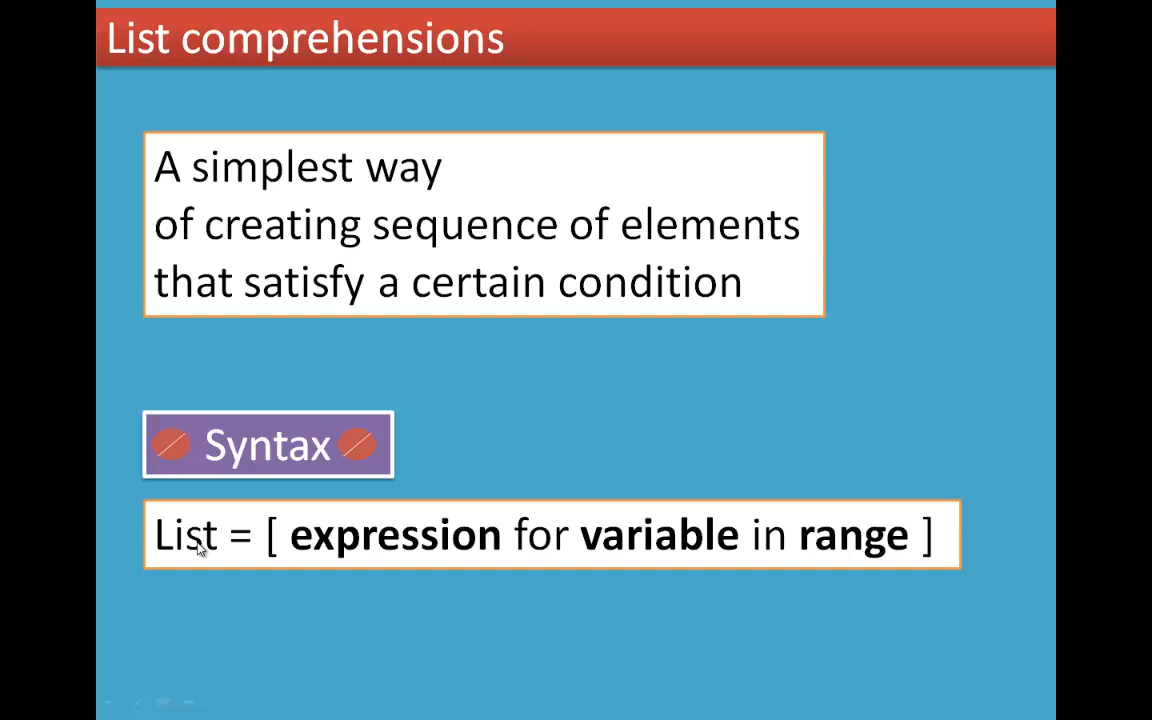 List comprehensions
A simplest way
of creating sequence of elements
that satisfy a certain condition
Syntax
List = [ expression for variable in range ]